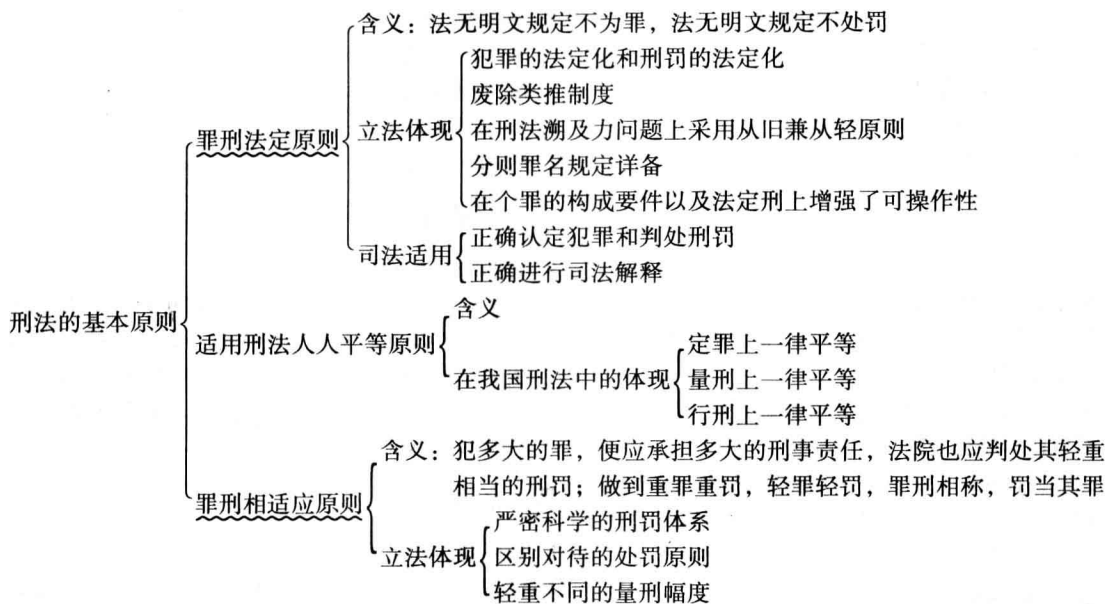 含义：法无明文规定不为罪，法无明文规定不处罚
犯罪的法定化和刑罚的法定化
废除类推制度
立法体现
在刑法溯及力问题上采用从旧兼从轻原则
罪刑法定原则
分则罪名规定详备
在个罪的构成要件以及法定刑上增强了可操作性
正确认定犯罪和判处刑罚
司法适用
正确进行司法解释
刑法的基本原则
含义
适用刑法人人平等原则
定罪上一律平等
在我国刑法中的体现
量刑上一律平等
行刑上一律平等
含义：犯多大的罪，便应承担多大的刑事责任，法院也应判处其轻重
相当的刑罚；做到重罪重罚，轻罪轻罚，罪刑相称，罚当其罪
罪刑相适应原则
严密科学的刑罚体系
立法体现
区别对待的处罚原则
轻重不同的量刑幅度